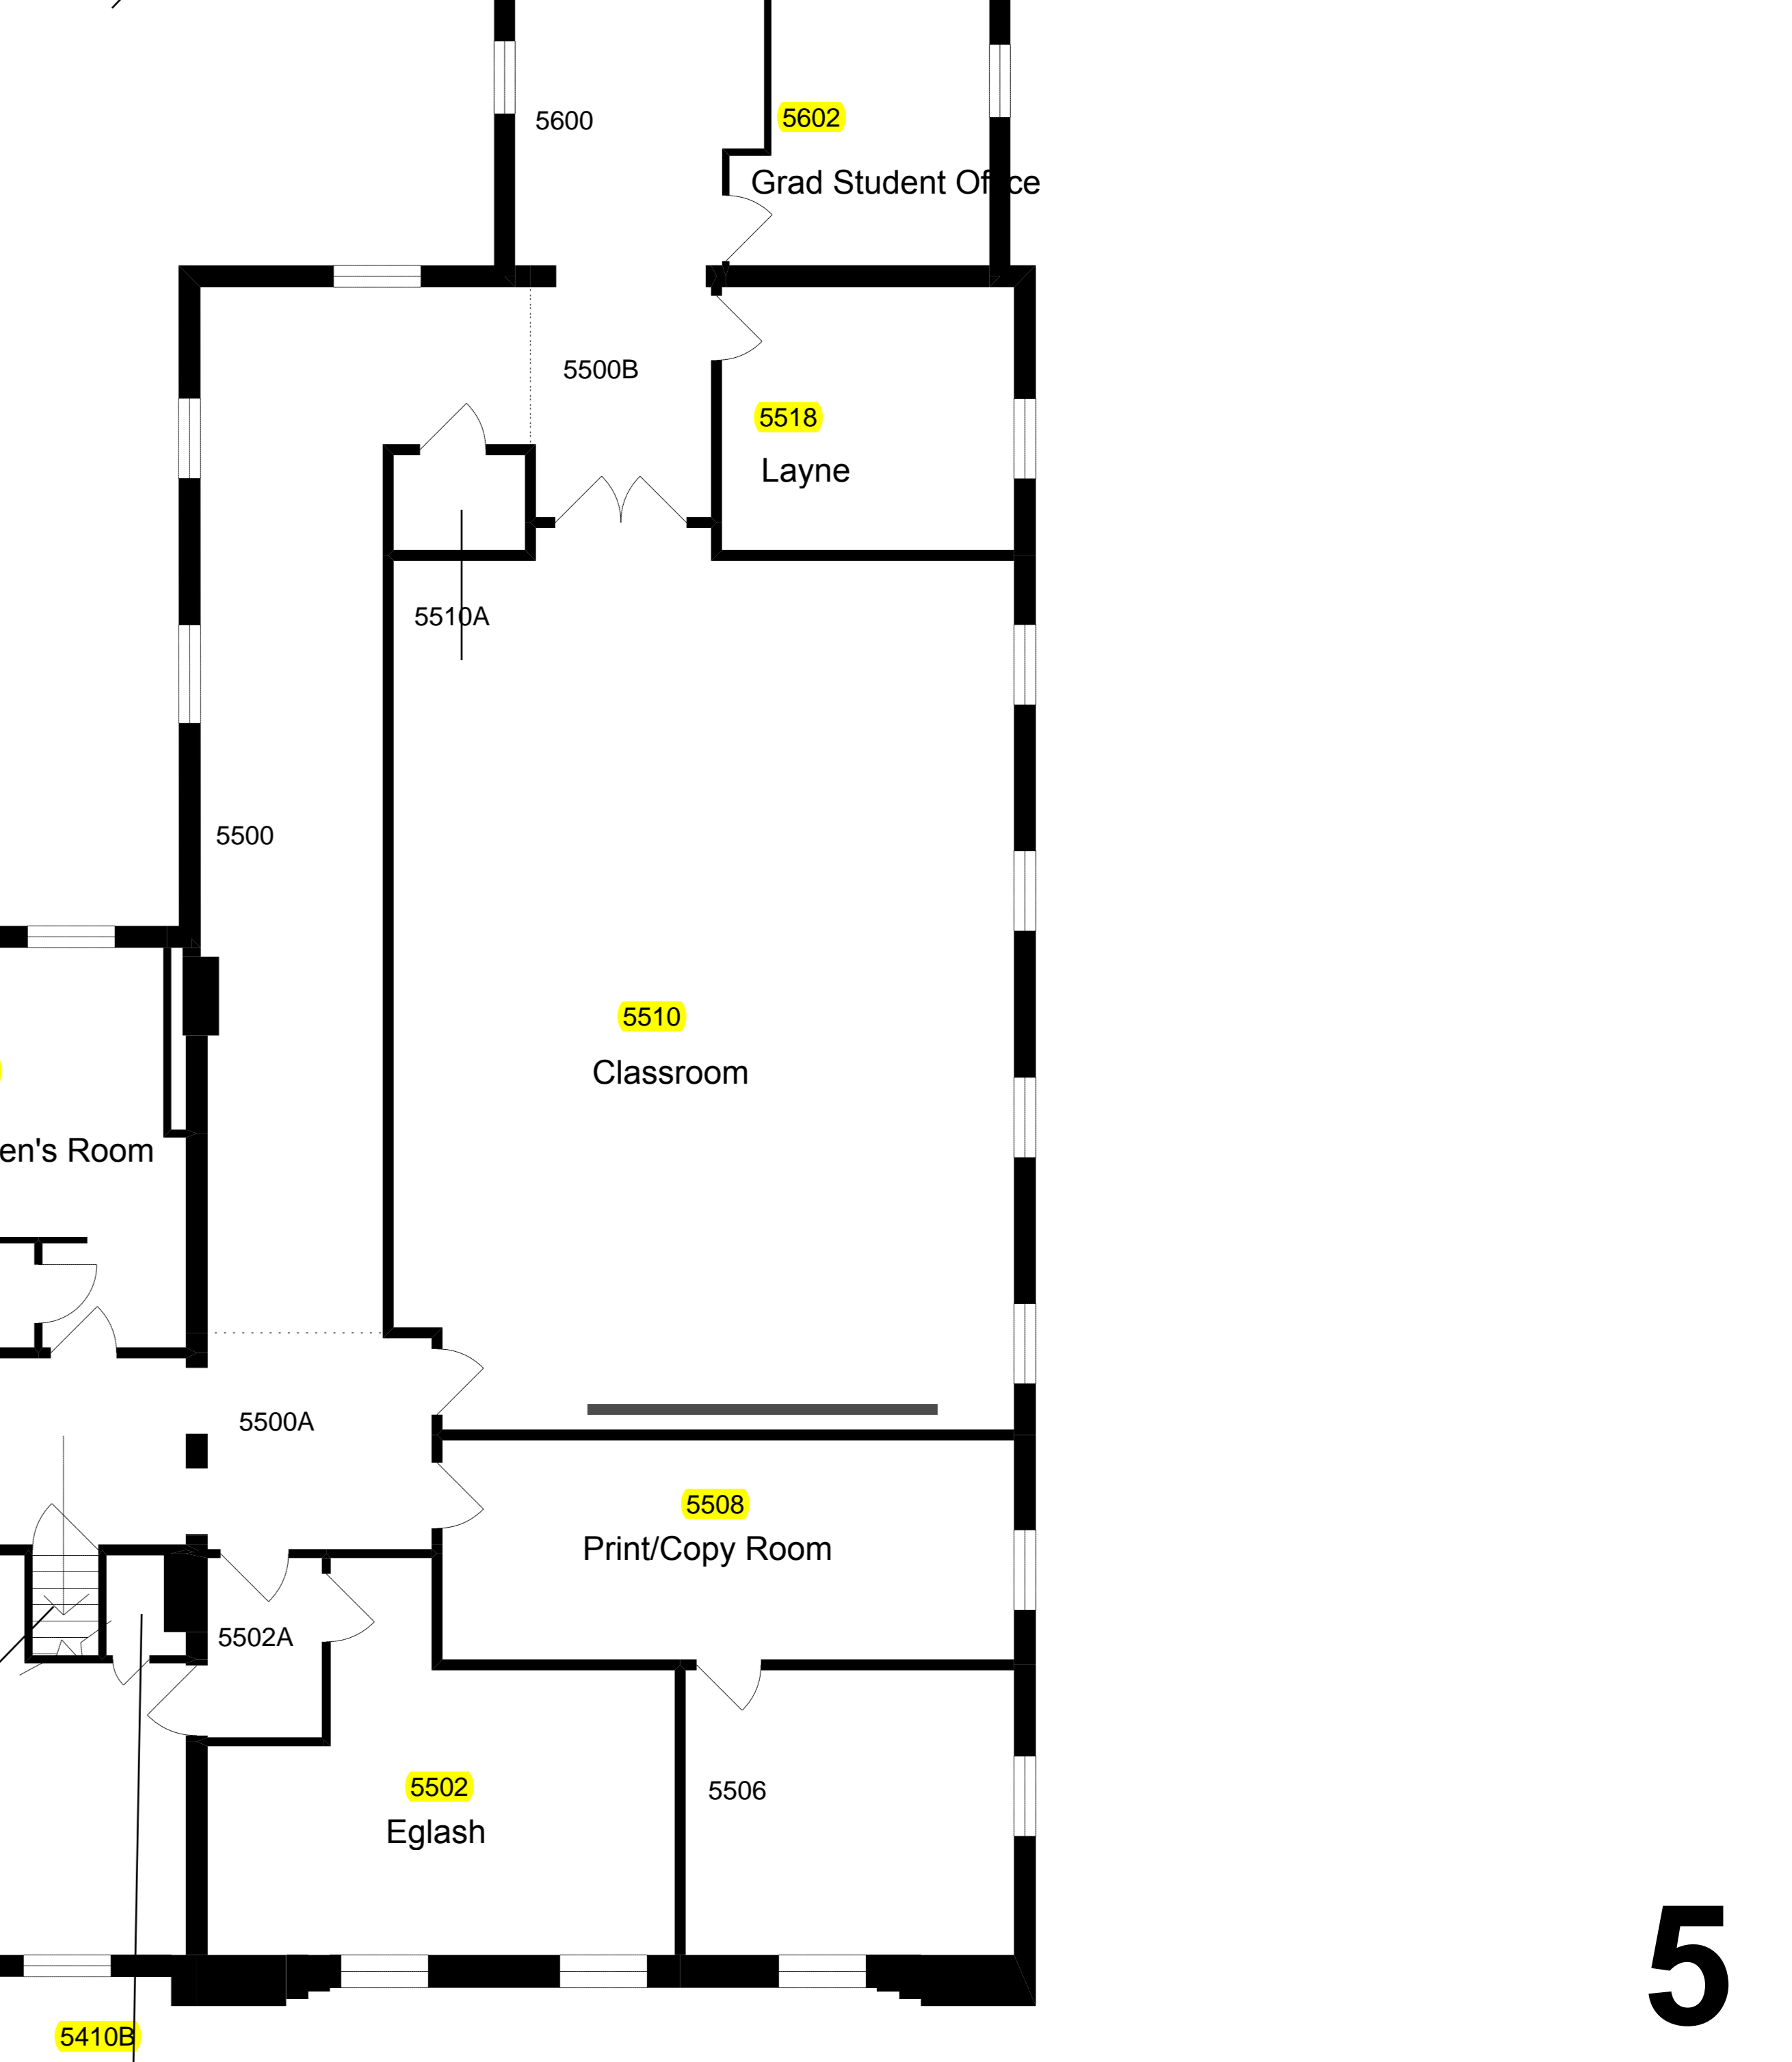 5600
5602
Grad Student Office
5500B
5518
Layne
5510A
5500
5510
Classroom
en's Room
5500A
5508
Print/Copy Room
5502A
5502
Eglash
5506
5410B
5